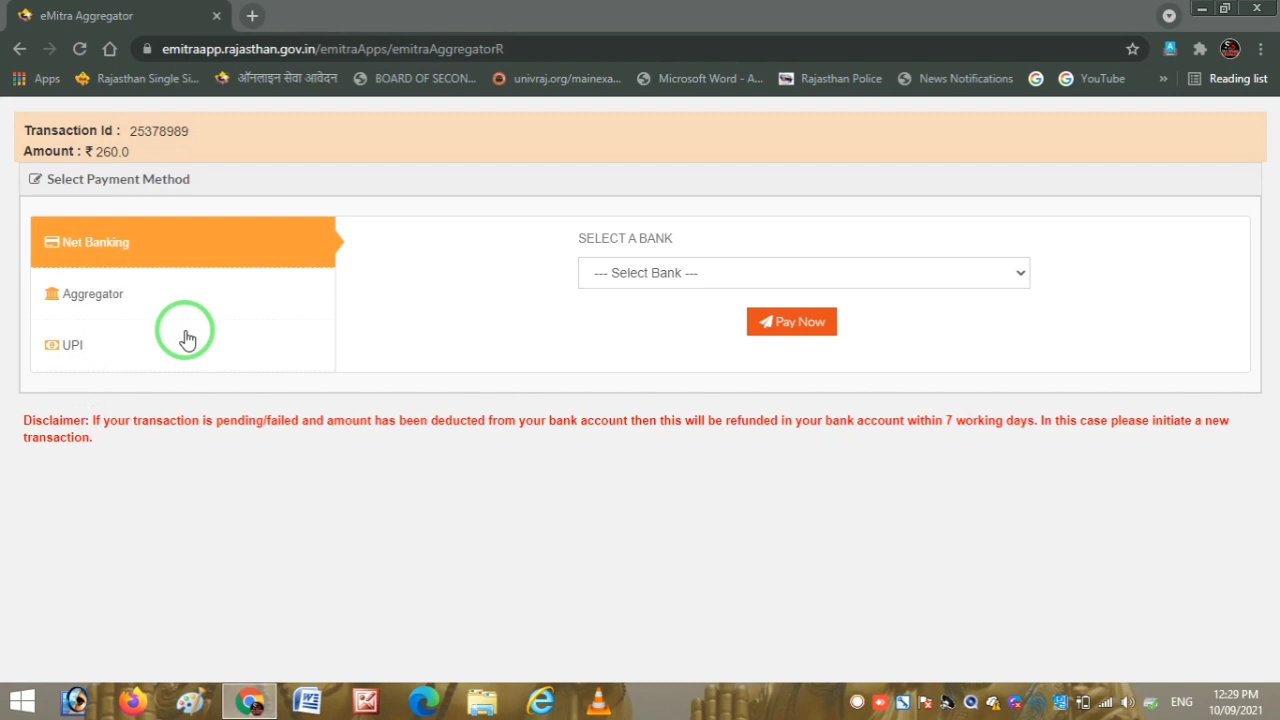 eMitra Aggregator
emitraapp.rajasthan.gov.in/emitraApps/emitraAggregatorR
Apps Rajasthan Single Si... ऑनलाइन सेवा आवेदन BOARD OF SECON... univraj.org/mainexa... Microsoft Word - A... Rajasthan Police News Notifications YouTube » Reading list
Transaction Id : 25378989
Amount : ₹ 260.0
Select Payment Method
Net Banking
Aggregator
UPI
SELECT A BANK
--- Select Bank ---
Pay Now
Disclaimer: If your transaction is pending/failed and amount has been deducted from your bank account then this will be refunded in your bank account within 7 working days. In this case please initiate a new
transaction.
ENG
12:29 PM
10/09/2021